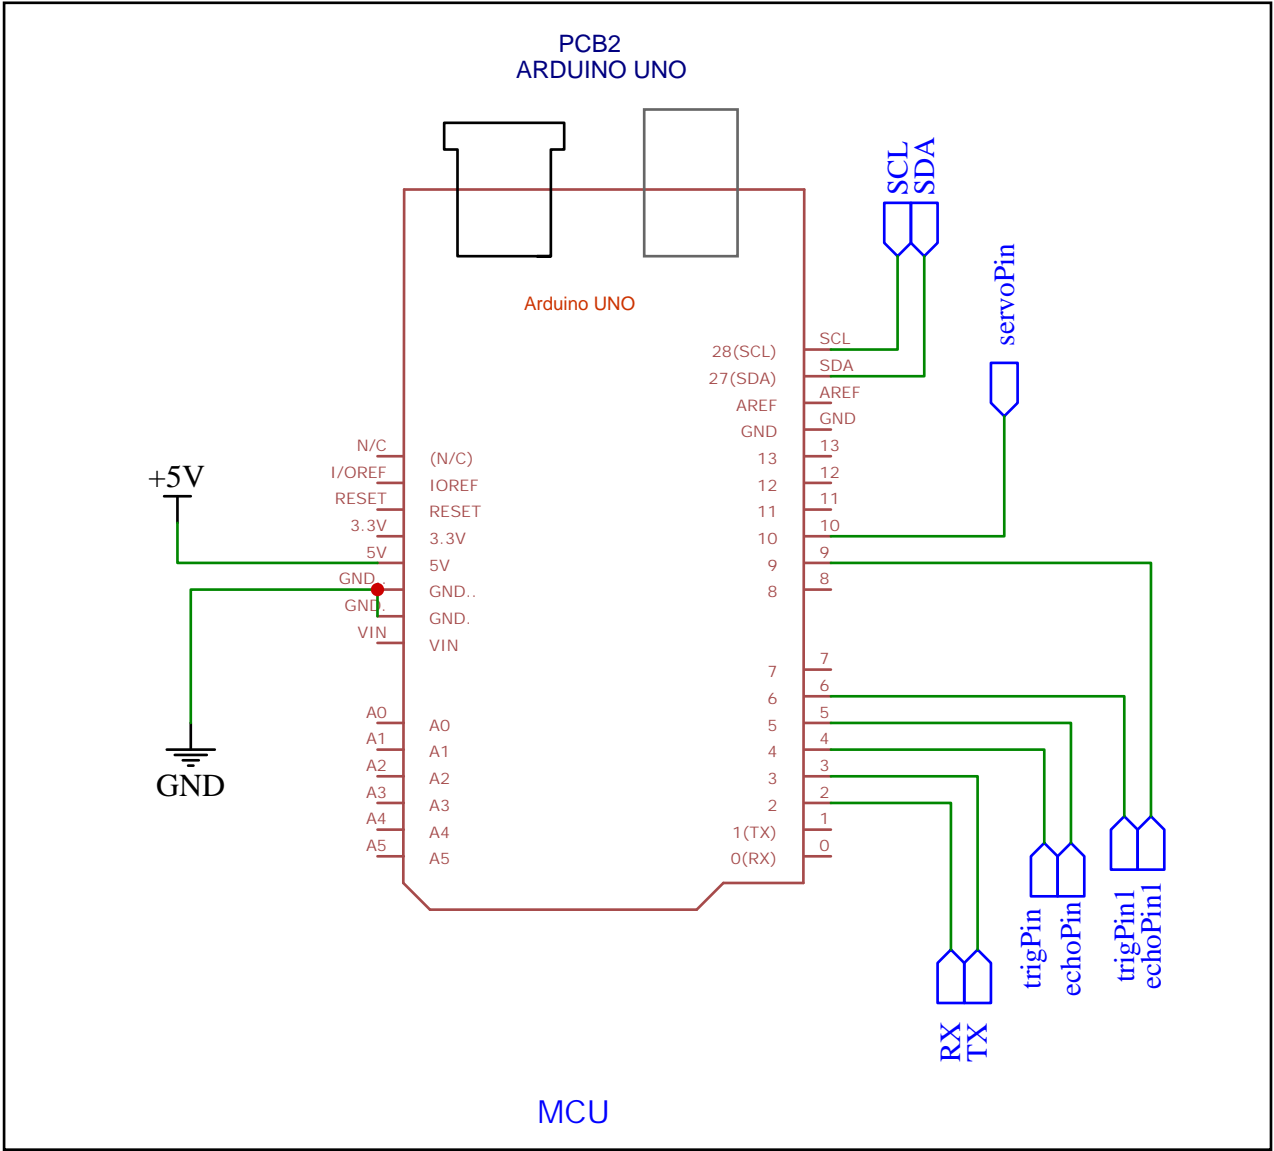 PCB2
ARDUINO UNO
Arduino UNO
SCL
SDA
servoPin
28(SCL) SCL
27(SDA) SDA
AREF AREF
GND GND
N/C (N/C) 13 13
I/OREF IOREF 12 12
RESET RESET 11 11
3.3V 3.3V 10 10
+5V
5V 5V 9 9
GND.. GND.. 8 8
GND. GND.
VIN VIN
7 7
6 6
A0 A0 5 5
A1 A1 4 4
A2 A2 3 3
A3 A3 2 2
A4 A4 1(TX) 1
A5 A5 0(RX) 0
GND
trigPin
echoPin
trigPin1
echoPin1
RX
TX
MCU